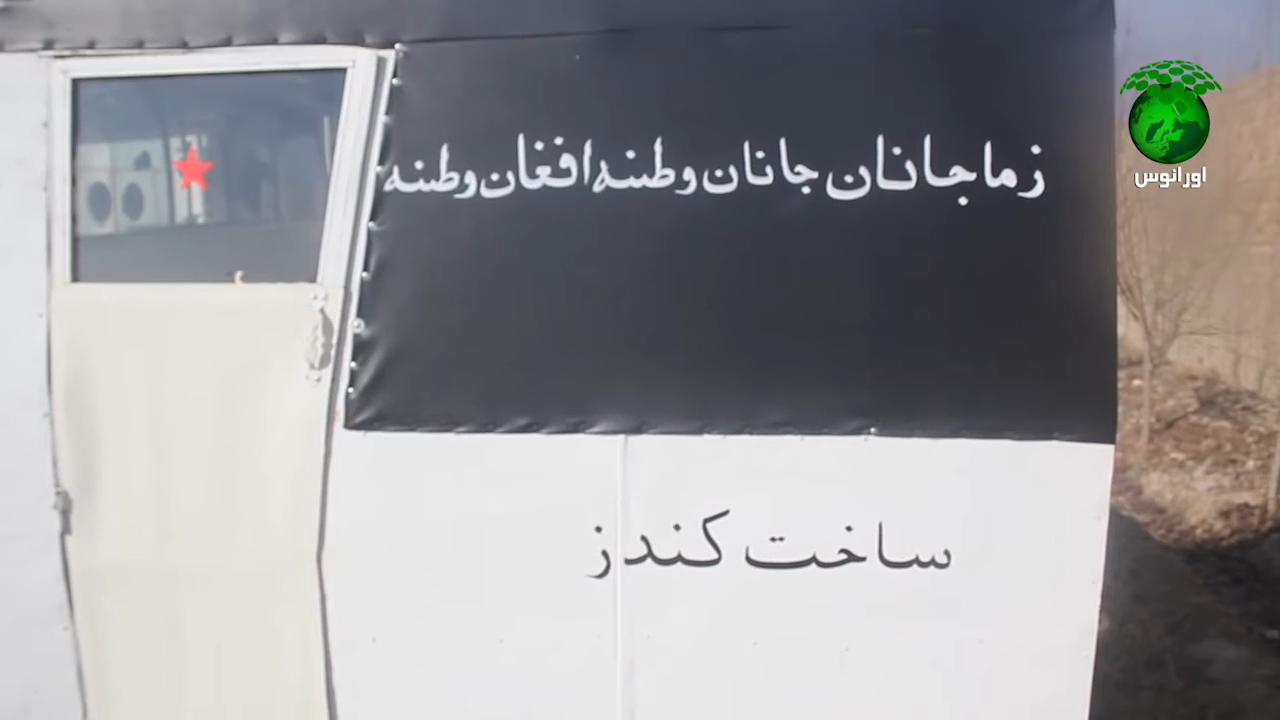 زما جانان جانان وطنه افغان وطنه
ساخت کندز
اورانوس